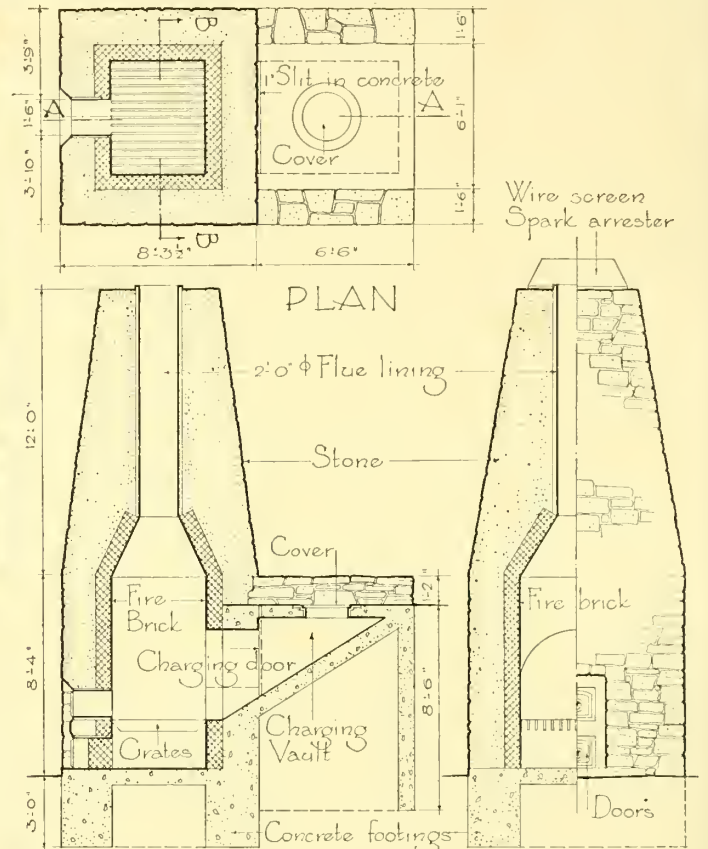 B
3'-9"
1'-6"
3'-10"
A
1" Slit in concrete
A
Cover
1'-6"
6'-1"
1'-6"
B
8'-3½"
6'-6"
PLAN
Wire screen
Spark arrester
2'-0" ϕ Flue lining
12'-0"
Stone
Cover
Fire
Brick
Fire brick
1'-2"
Charging door
8'-4"
8'-6"
Charging
Vault
Grates
Doors
3'-0"
Concrete footings